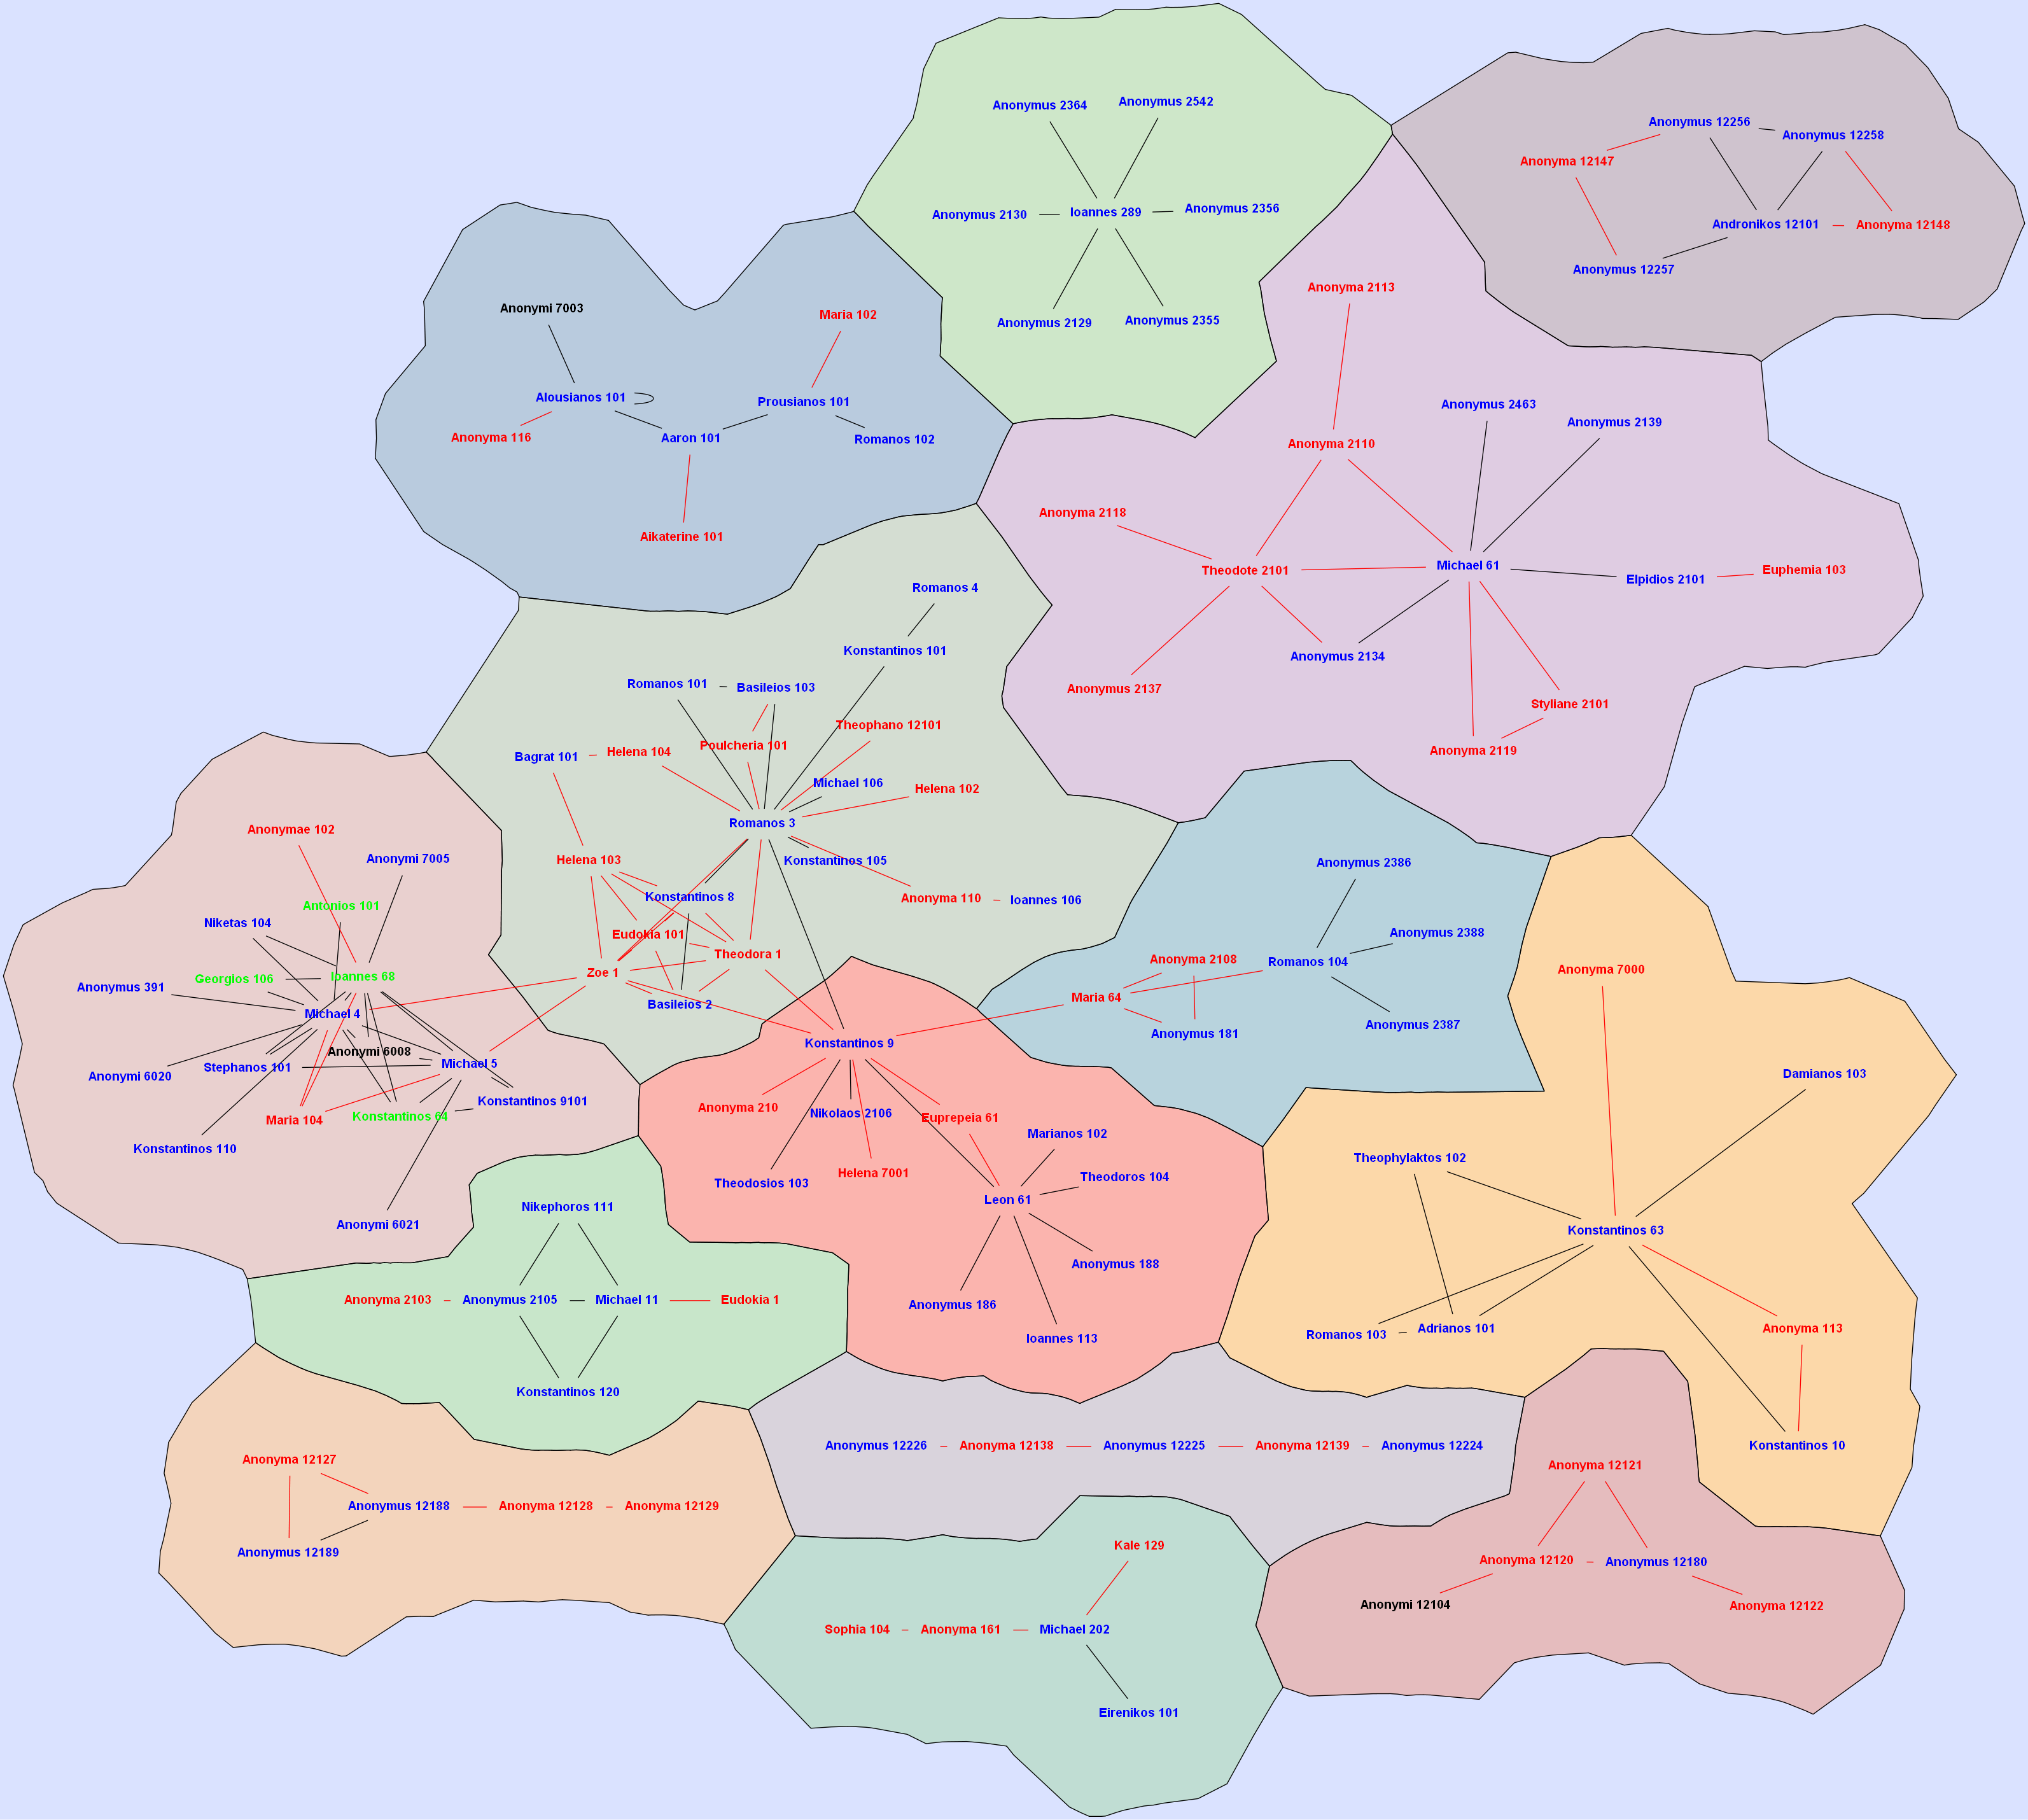 Anonymus 2364
Anonymus 2542
Anonymus 2130
Ioannes 289
Anonymus 2356
Anonymus 2129
Anonymus 2355
Anonymus 12256
Anonymus 12258
Anonyma 12147
Andronikos 12101
Anonyma 12148
Anonymus 12257
Anonymi 7003
Maria 102
Alousianos 101
Prousianos 101
Anonyma 116
Aaron 101
Romanos 102
Aikaterine 101
Anonyma 2113
Anonymus 2463
Anonymus 2139
Anonyma 2110
Anonyma 2118
Theodote 2101
Michael 61
Elpidios 2101
Euphemia 103
Anonymus 2134
Anonymus 2137
Styliane 2101
Anonyma 2119
Romanos 4
Konstantinos 101
Romanos 101
Basileios 103
Theophano 12101
Poulcheria 101
Bagrat 101
Helena 104
Michael 106
Helena 102
Romanos 3
Helena 103
Konstantinos 105
Konstantinos 8
Anonyma 110
Ioannes 106
Eudokia 101
Theodora 1
Zoe 1
Basileios 2
Anonymae 102
Anonymi 7005
Antonios 101
Niketas 104
Georgios 106
Ioannes 68
Anonymus 391
Michael 4
Anonymi 6008
Stephanos 101
Michael 5
Anonymi 6020
Konstantinos 9101
Maria 104
Konstantinos 64
Konstantinos 110
Anonymi 6021
Anonymus 2386
Anonymus 2388
Anonyma 2108
Romanos 104
Maria 64
Anonymus 181
Anonymus 2387
Konstantinos 9
Anonyma 210
Nikolaos 2106
Euprepeia 61
Marianos 102
Helena 7001
Theodosios 103
Theodoros 104
Leon 61
Anonymus 188
Anonymus 186
Ioannes 113
Anonyma 7000
Damianos 103
Theophylaktos 102
Konstantinos 63
Romanos 103
Adrianos 101
Anonyma 113
Konstantinos 10
Nikephoros 111
Anonyma 2103
Anonymus 2105
Michael 11
Eudokia 1
Konstantinos 120
Anonymus 12226
Anonyma 12138
Anonymus 12225
Anonyma 12139
Anonymus 12224
Anonyma 12127
Anonymus 12188
Anonyma 12128
Anonyma 12129
Anonymus 12189
Anonyma 12121
Anonyma 12120
Anonymus 12180
Anonymi 12104
Anonyma 12122
Kale 129
Sophia 104
Anonyma 161
Michael 202
Eirenikos 101